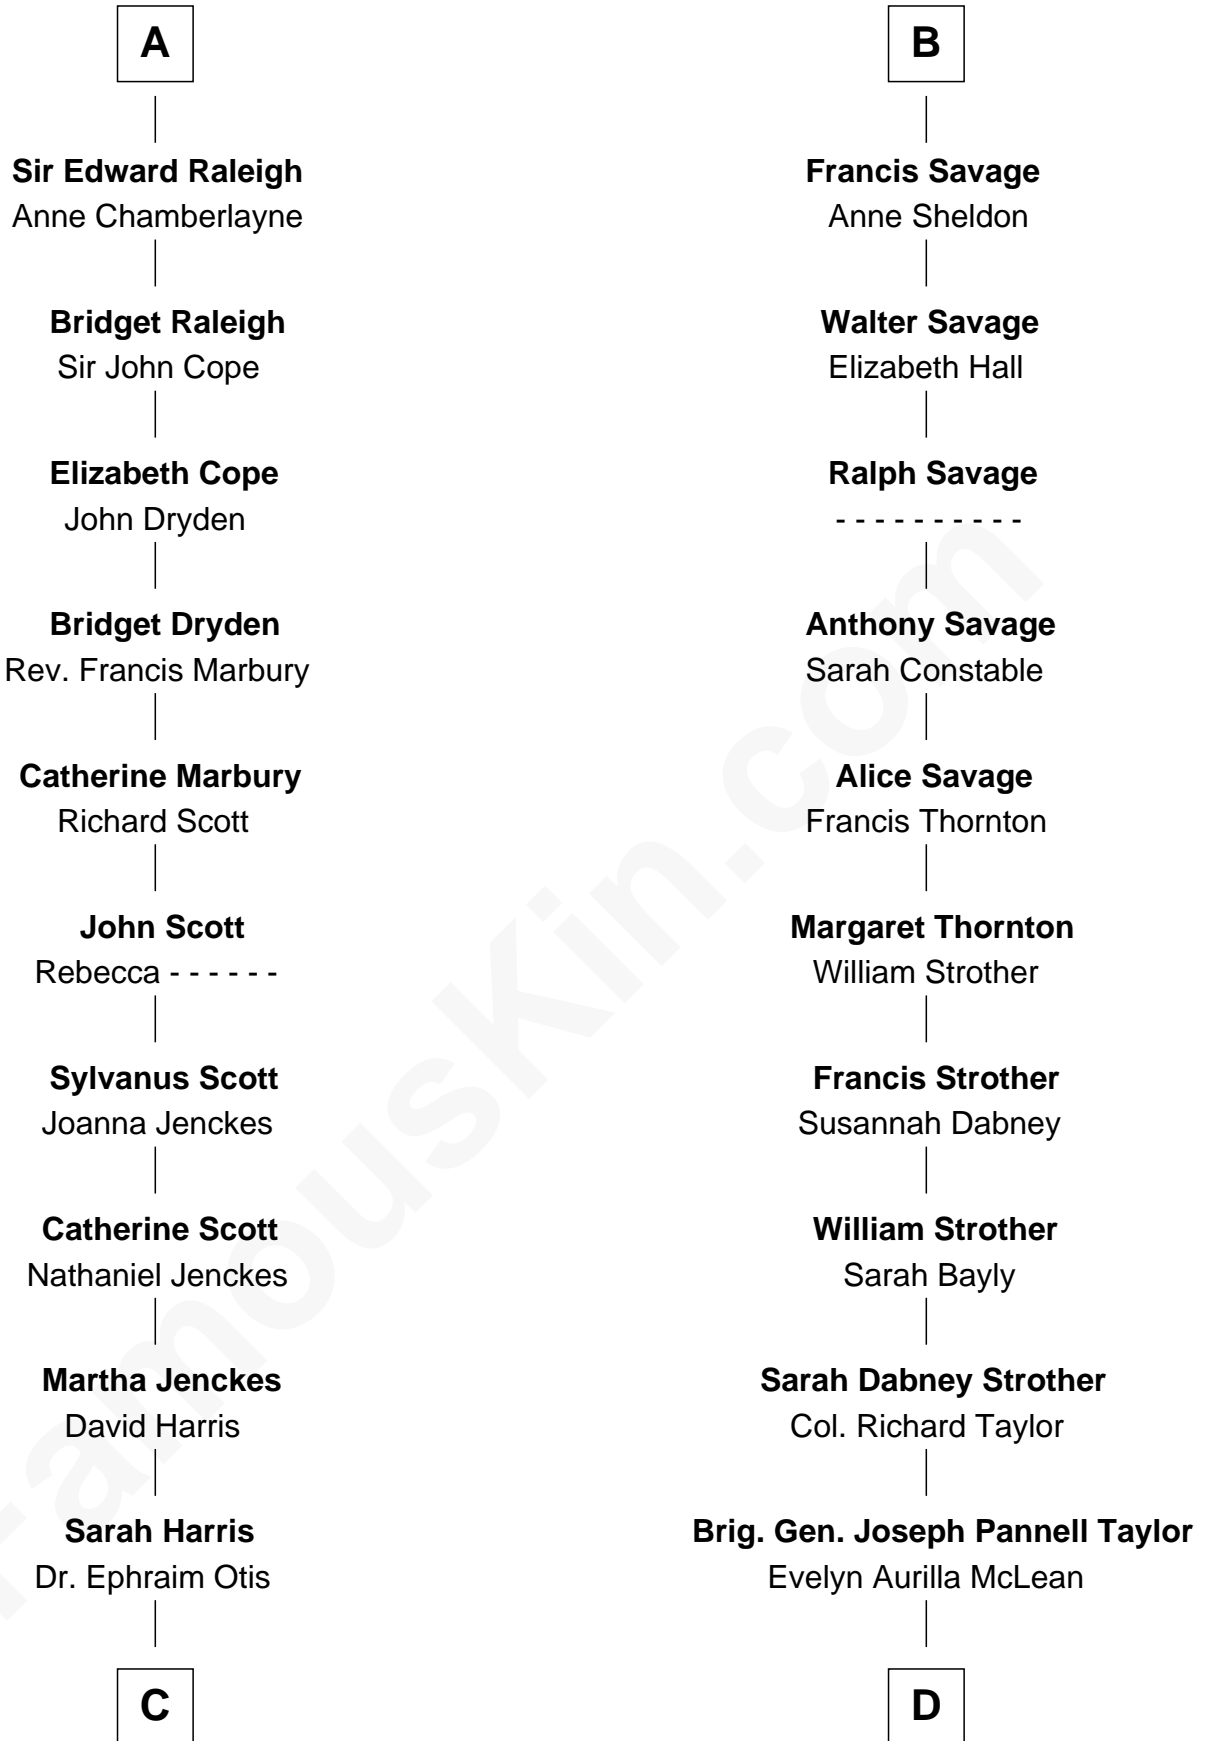 A
Sir Edward Raleigh
Anne Chamberlayne
Bridget Raleigh
Sir John Cope
Elizabeth Cope
John Dryden
Bridget Dryden
Rev. Francis Marbury
Catherine Marbury
Richard Scott
John Scott
Rebecca - - - - - -
Sylvanus Scott
Joanna Jenckes
Catherine Scott
Nathaniel Jenckes
Martha Jenckes
David Harris
Sarah Harris
Dr. Ephraim Otis
C
B
Francis Savage
Anne Sheldon
Walter Savage
Elizabeth Hall
Ralph Savage
- - - - - - - - - -
Anthony Savage
Sarah Constable
Alice Savage
Francis Thornton
Margaret Thornton
William Strother
Francis Strother
Susannah Dabney
William Strother
Sarah Bayly
Sarah Dabney Strother
Col. Richard Taylor
Brig. Gen. Joseph Pannell Taylor
Evelyn Aurilla McLean
D
FamousKin.com